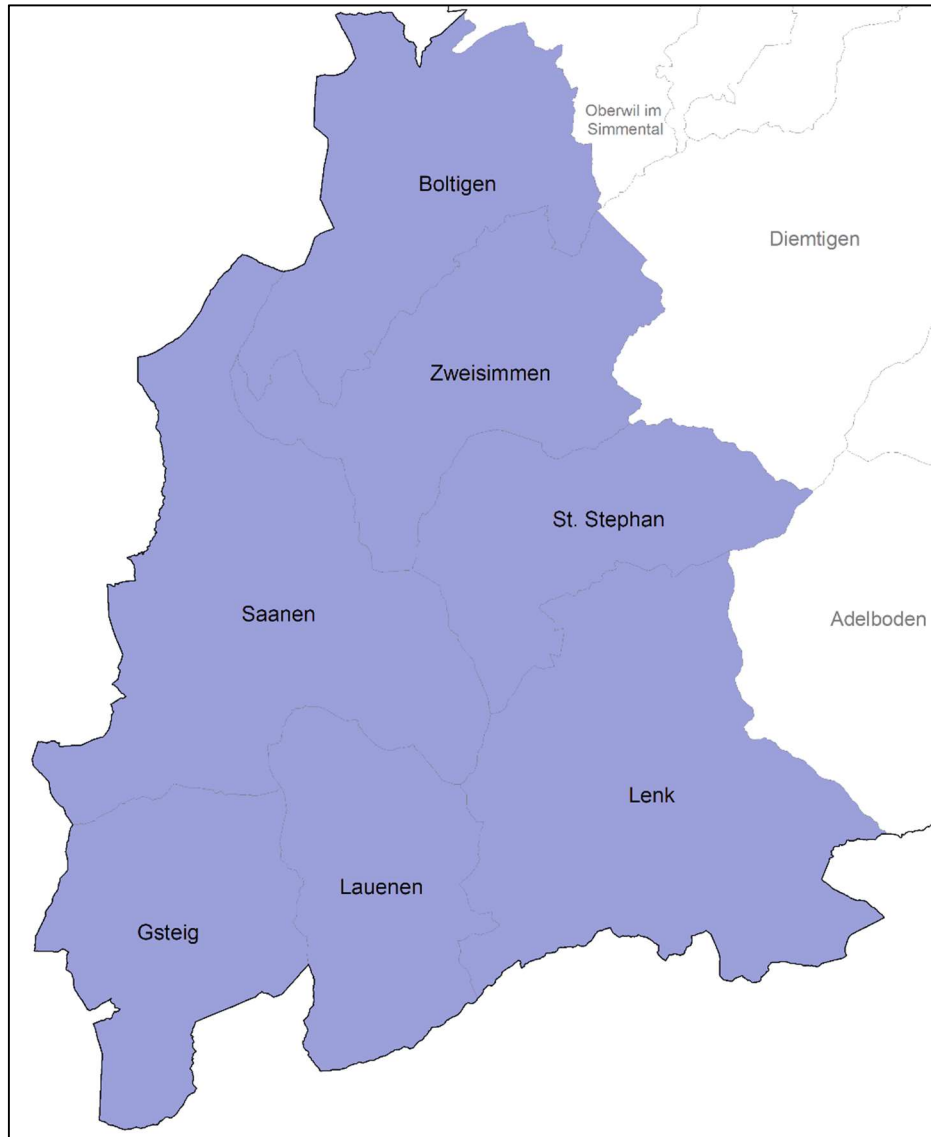 Oberwil im
Simmental
Boltigen
Diemtigen
Zweisimmen
St. Stephan
Saanen
Adelboden
Lenk
Lauenen
Gsteig